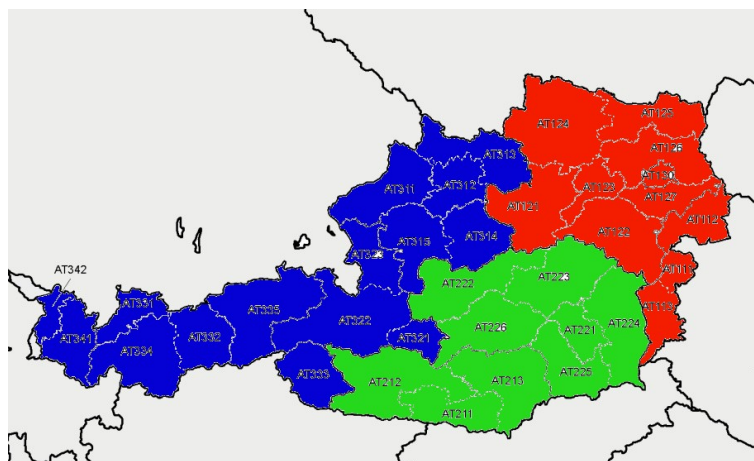 AT124
AT125
AT126
AT313
AT130
AT312
AT123
AT127
AT311
AT121
AT112
AT122
AT314
AT315
AT323
AT111
AT342
AT222
AT223
AT331
AT335
AT113
AT322
AT226
AT221
AT224
AT341
AT332
AT321
AT334
AT333
AT212
AT213
AT225
AT211